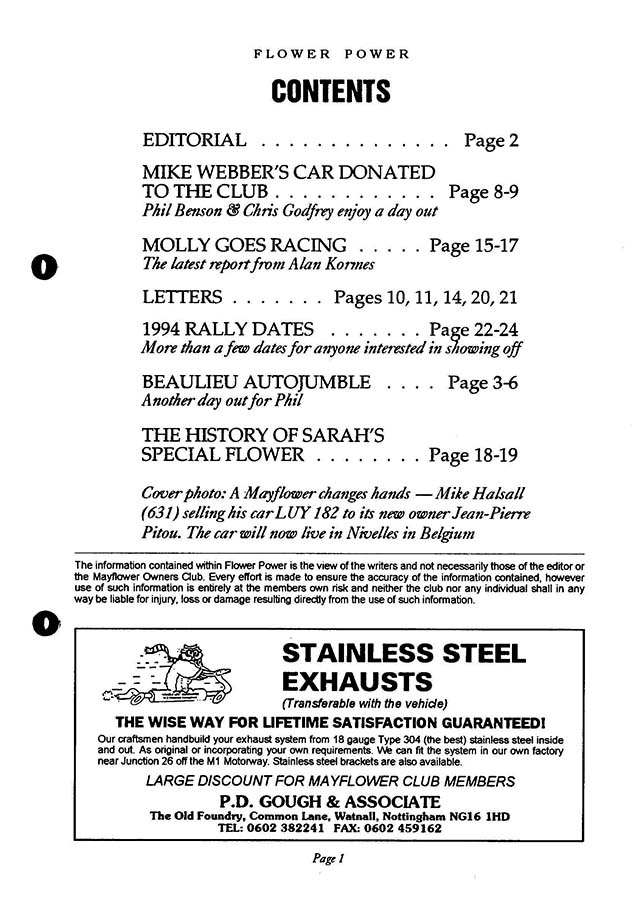 FLOWER POWER
CONTENTS
EDITORIAL . . . . . . . . . . . . . . Page 2
MIKE WEBBER'S CAR DONATED
TO THE CLUB . . . . . . . . . . . . Page 8-9
Phil Benson & Chris Godfrey enjoy a day out
MOLLY GOES RACING . . . . . Page 15-17
The latest report from Alan Kormes
LETTERS . . . . . . . Pages 10, 11, 14, 20, 21
1994 RALLY DATES . . . . . . . Page 22-24
More than a few dates for anyone interested in showing off
BEAULIEU AUTOJUMBLE . . . . Page 3-6
Another day out for Phil
THE HISTORY OF SARAH'S
SPECIAL FLOWER . . . . . . . . Page 18-19
Cover photo: A Mayflower changes hands — Mike Halsall
(631) selling his car LUY 182 to its new owner Jean-Pierre
Pitou. The car will now live in Nivelles in Belgium
The information contained within Flower Power is the view of the writers and not necessarily those of the editor or
the Mayflower Owners Club. Every effort is made to ensure the accuracy of the information contained, however
use of such information is entirely at the members own risk and neither the club nor any individual shall in any
way be liable for injury, loss or damage resulting directly from the use of such information.
STAINLESS STEEL
EXHAUSTS
(Transferable with the vehicle)
THE WISE WAY FOR LIFETIME SATISFACTION GUARANTEED!
Our craftsmen handbuild your exhaust system from 18 gauge Type 304 (the best) stainless steel inside
and out. As original or incorporating your own requirements. We can fit the system in our own factory
near Junction 26 off the M1 Motorway. Stainless steel brackets are also available.
LARGE DISCOUNT FOR MAYFLOWER CLUB MEMBERS
P.D. GOUGH & ASSOCIATE
The Old Foundry, Common Lane, Watnall, Nottingham NG16 1HD
TEL: 0602 382241 FAX: 0602 459162
Page 1